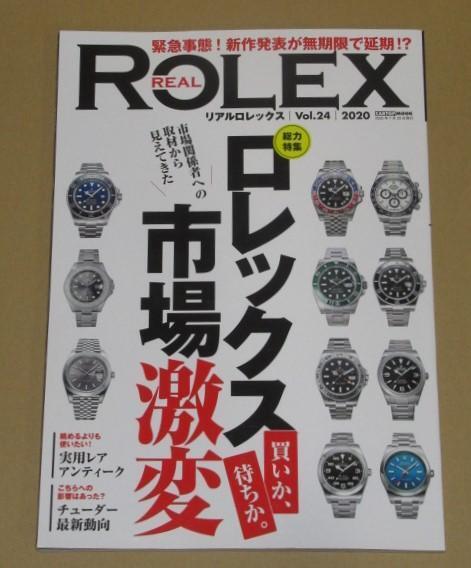 緊急事態！新作発表が無期限で延期!?
REAL
ROLEX
リアルロレックス | Vol.24 | 2020
CARTOPMOOK
総力
特集
市場関係者への
取材から
見えてきた
ロレックス
市場激変
買いか、
待ちか。
眺めるよりも
使いたい！
実用レア
アンティーク
こちらへの
影響はあった？
チューダー
最新動向